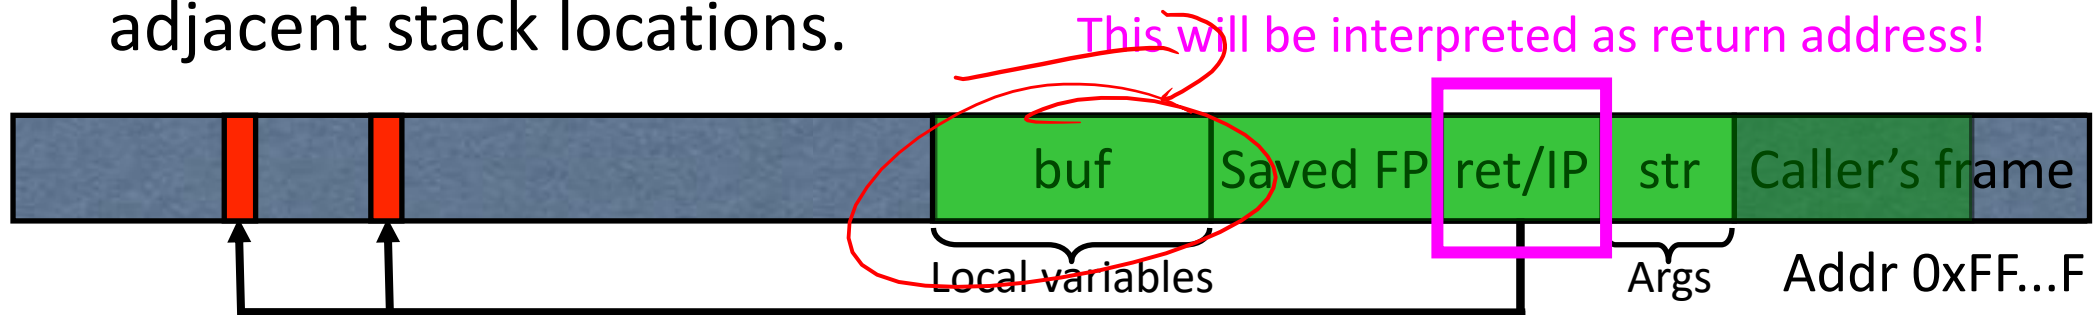 adjacent stack locations.
This will be interpreted as return address!
buf Saved FP ret/IP str Caller’s frame
Local variables Args Addr 0xFF...F